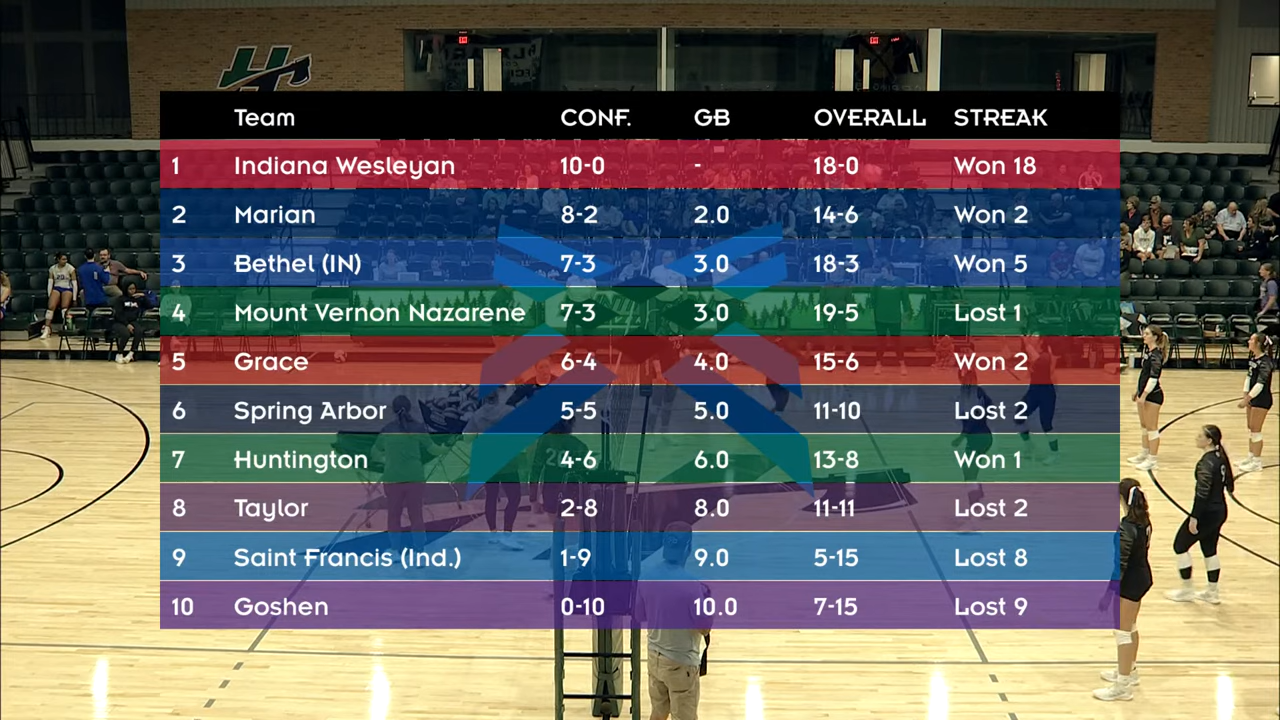 Team CONF. GB OVERALL STREAK
1 Indiana Wesleyan 10-0 - 18-0 Won 18
2 Marian 8-2 2.0 14-6 Won 2
3 Bethel (IN) 7-3 3.0 18-3 Won 5
4 Mount Vernon Nazarene 7-3 3.0 19-5 Lost 1
5 Grace 6-4 4.0 15-6 Won 2
6 Spring Arbor 5-5 5.0 11-10 Lost 2
7 Huntington 4-6 6.0 13-8 Won 1
8 Taylor 2-8 8.0 11-11 Lost 2
9 Saint Francis (Ind.) 1-9 9.0 5-15 Lost 8
10 Goshen 0-10 10.0 7-15 Lost 9